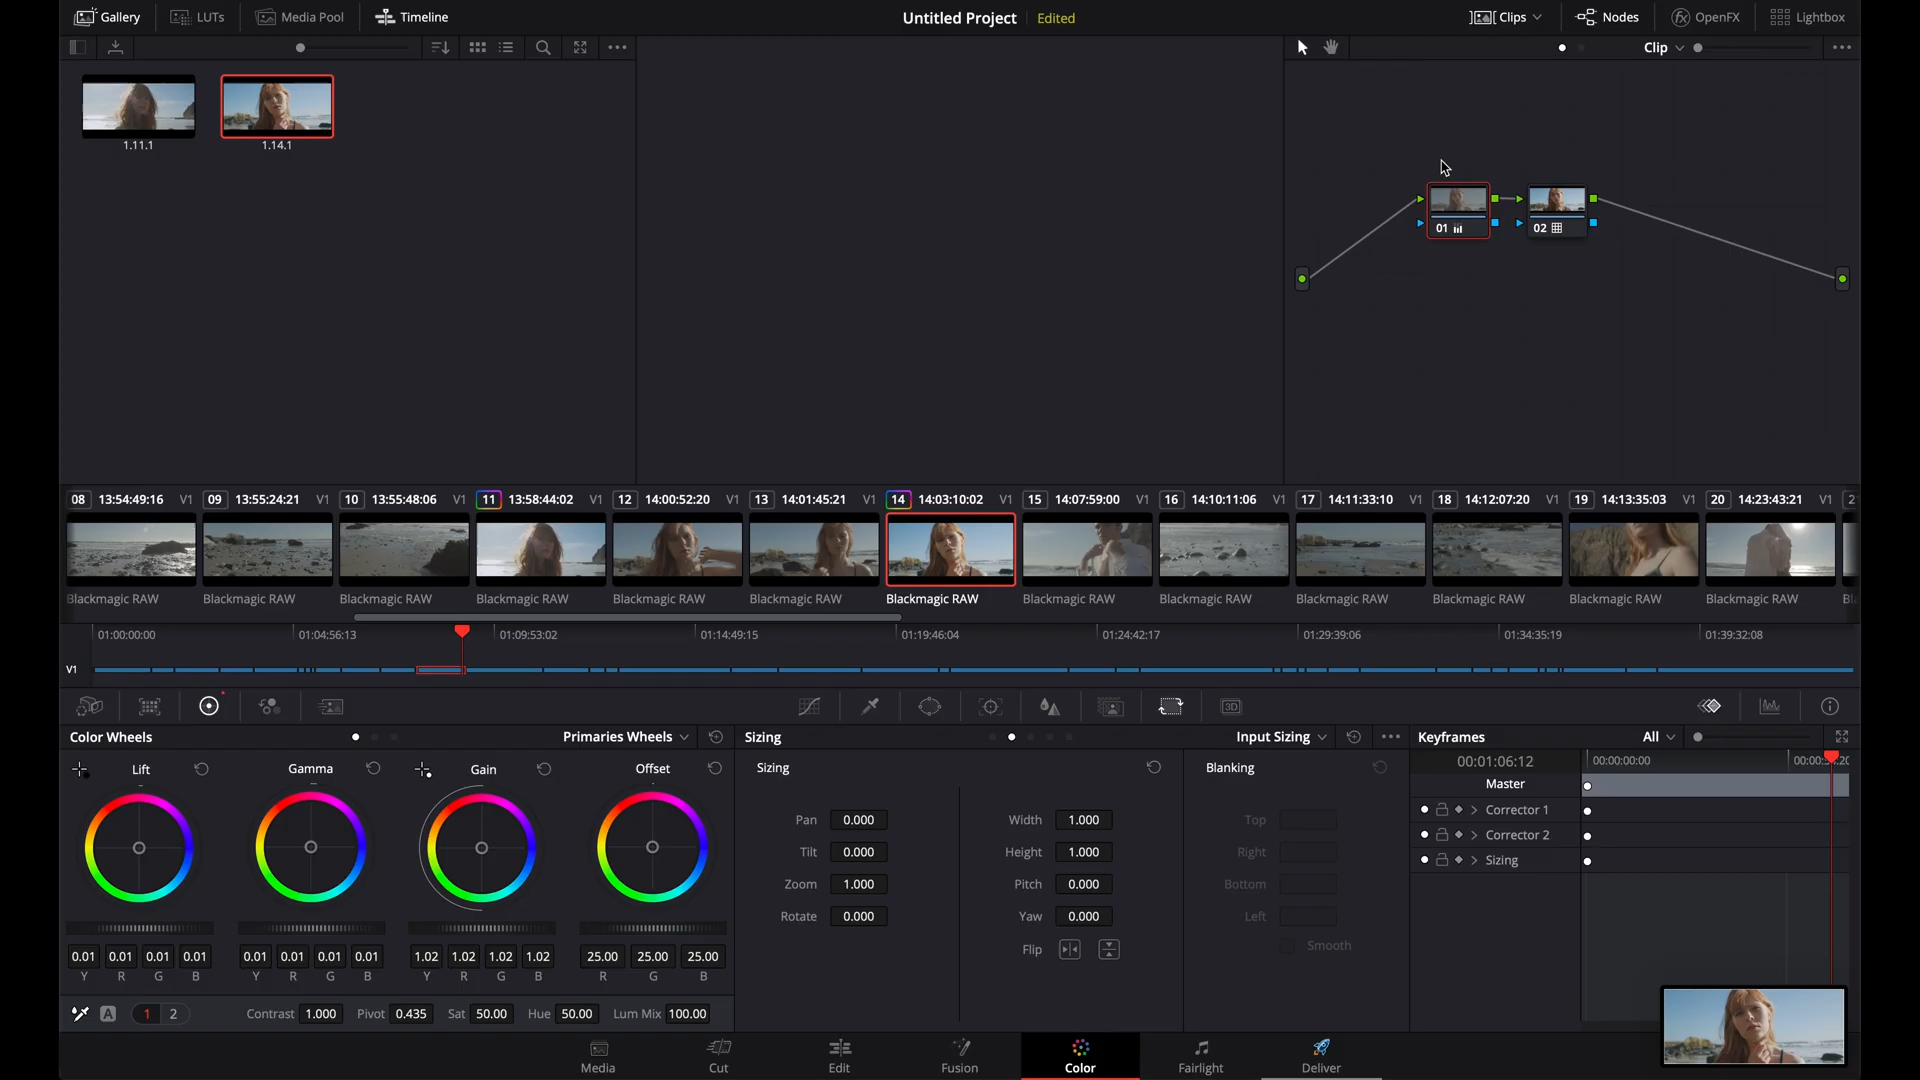 Gallery LUTs Media Pool Timeline Untitled Project Edited Clips Nodes OpenFX Lightbox
Clip
1.11.1 1.14.1
01 02
08 13:54:49:16 V1 09 13:55:24:21 V1 10 13:55:48:06 V1 11 13:58:44:02 V1 12 14:00:52:20 V1 13 14:01:45:21 V1 14 14:03:10:02 V1 15 14:07:59:00 V1 16 14:10:11:06 V1 17 14:11:33:10 V1 18 14:12:07:20 V1 19 14:13:35:03 V1 20 14:23:43:21 V1
Blackmagic RAW Blackmagic RAW Blackmagic RAW Blackmagic RAW Blackmagic RAW Blackmagic RAW Blackmagic RAW Blackmagic RAW Blackmagic RAW Blackmagic RAW Blackmagic RAW Blackmagic RAW Blackmagic RAW
01:00:00:00 01:04:56:13 01:09:53:02 01:14:49:15 01:19:46:04 01:24:42:17 01:29:39:06 01:34:35:19 01:39:32:08
V1
3D
Color Wheels Primaries Wheels Sizing Input Sizing Keyframes All
Lift Gamma Gain Offset Sizing Blanking 00:01:06:12 00:00:00:00
Master
Pan 0.000 Width 1.000 Top Corrector 1
Tilt 0.000 Height 1.000 Right Corrector 2
Zoom 1.000 Pitch 0.000 Bottom Sizing
Rotate 0.000 Yaw 0.000 Left
Flip Smooth
0.01 0.01 0.01 0.01 0.01 0.01 0.01 0.01 1.02 1.02 1.02 1.02 25.00 25.00 25.00
Y R G B Y R G B Y R G B R G B
A 1 2 Contrast 1.000 Pivot 0.435 Sat 50.00 Hue 50.00 Lum Mix 100.00
Media Cut Edit Fusion Color Fairlight Deliver